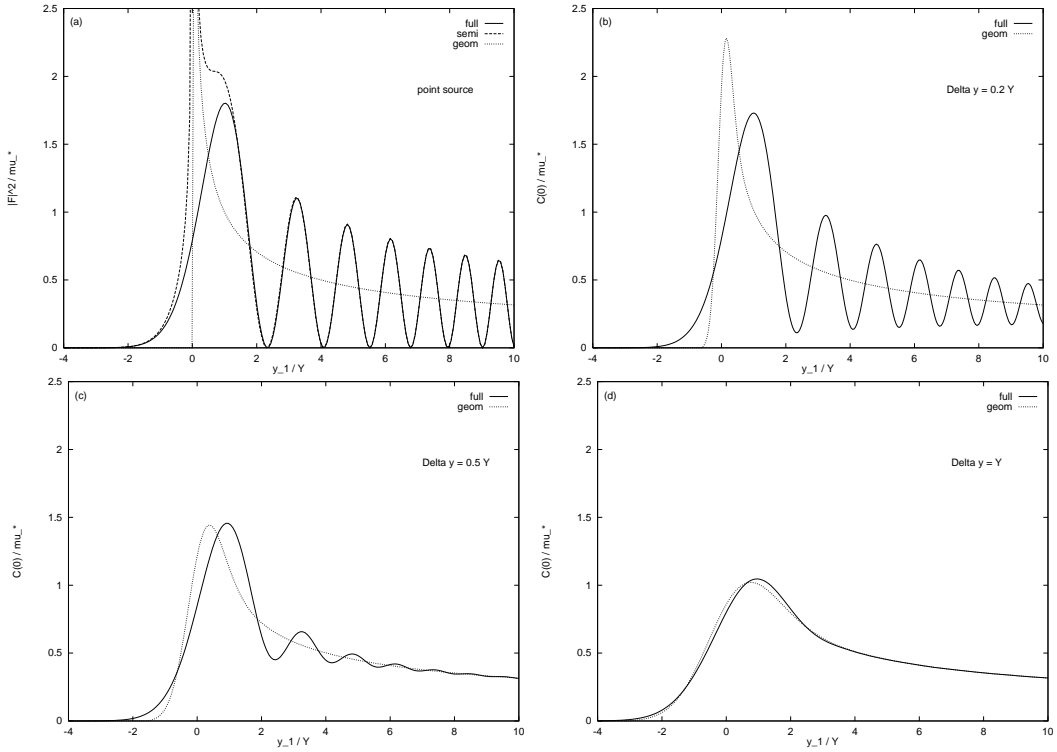 (a)
full
semi
geom
point source
|F|^2 / mu_*
2.5
2
1.5
1
0.5
0
-4 -2 0 2 4 6 8 10
y_1 / Y
(b)
full
geom
Delta y = 0.2 Y
C(0) / mu_*
2.5
2
1.5
1
0.5
0
-4 -2 0 2 4 6 8 10
y_1 / Y
(c)
full
geom
Delta y = 0.5 Y
C(0) / mu_*
2.5
2
1.5
1
0.5
0
-4 -2 0 2 4 6 8 10
y_1 / Y
(d)
full
geom
Delta y = Y
C(0) / mu_*
2.5
2
1.5
1
0.5
0
-4 -2 0 2 4 6 8 10
y_1 / Y